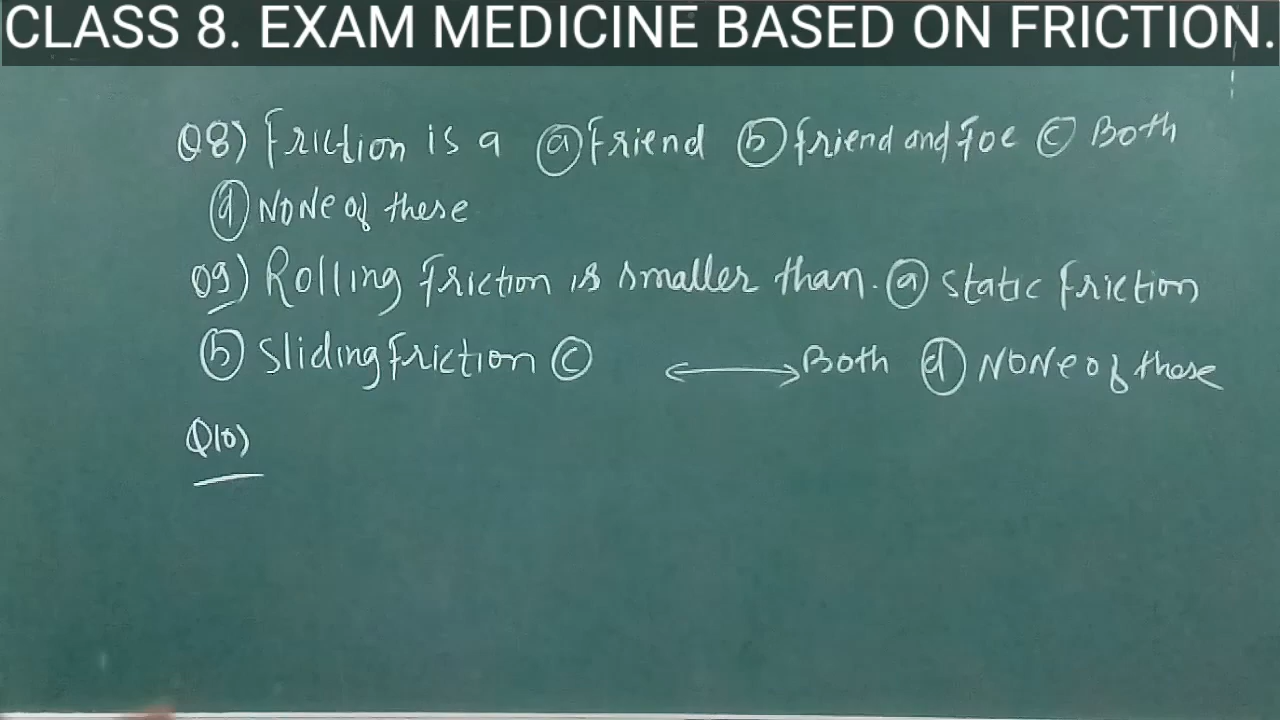 CLASS 8. EXAM MEDICINE BASED ON FRICTION.
Q8) Friction is a (a) Friend (b) friend and Foe (c) Both
(d) NONe of these
Q9) Rolling friction is smaller than. (a) static friction
(b) sliding friction (c) ⟷ Both (d) NONe of these
Q10)